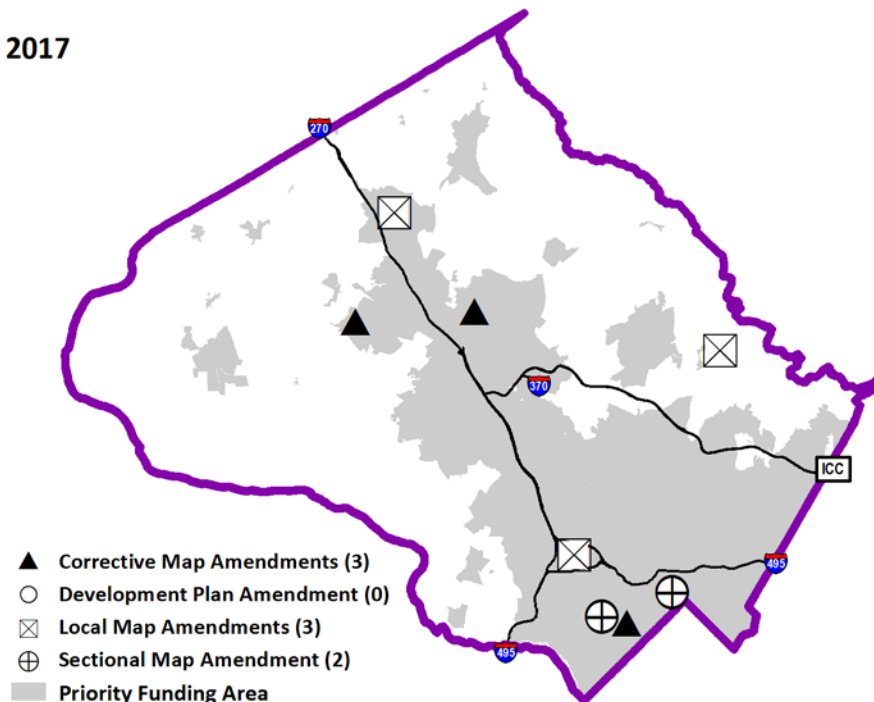 2017
270
370
ICC
495
495
Corrective Map Amendments (3)
Development Plan Amendment (0)
Local Map Amendments (3)
Sectional Map Amendment (2)
Priority Funding Area